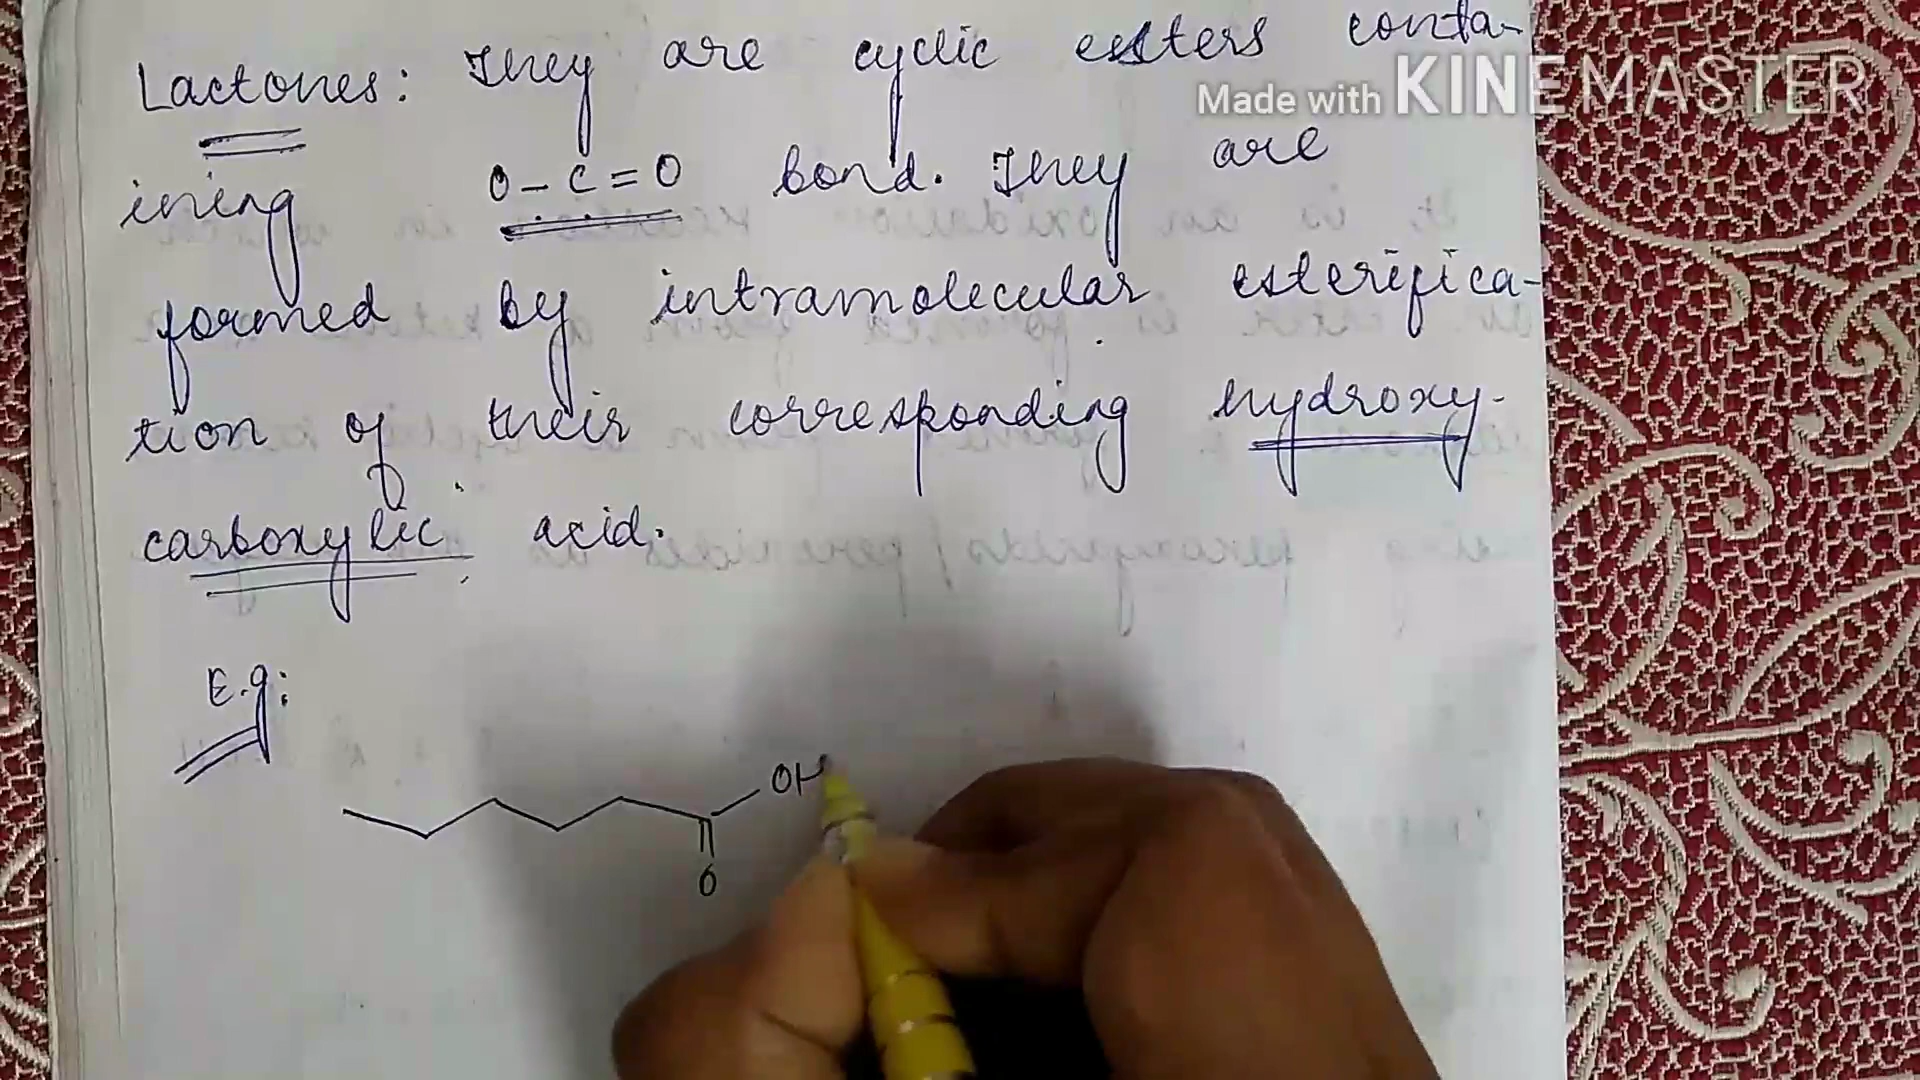 Lactones: They are cyclic esters conta-
Made with KINEMASTER
ining O-C=O bond. They are
formed by intramolecular esterifica-
tion of their corresponding hydroxy-
carboxylic acid.
E.g:
OH
O